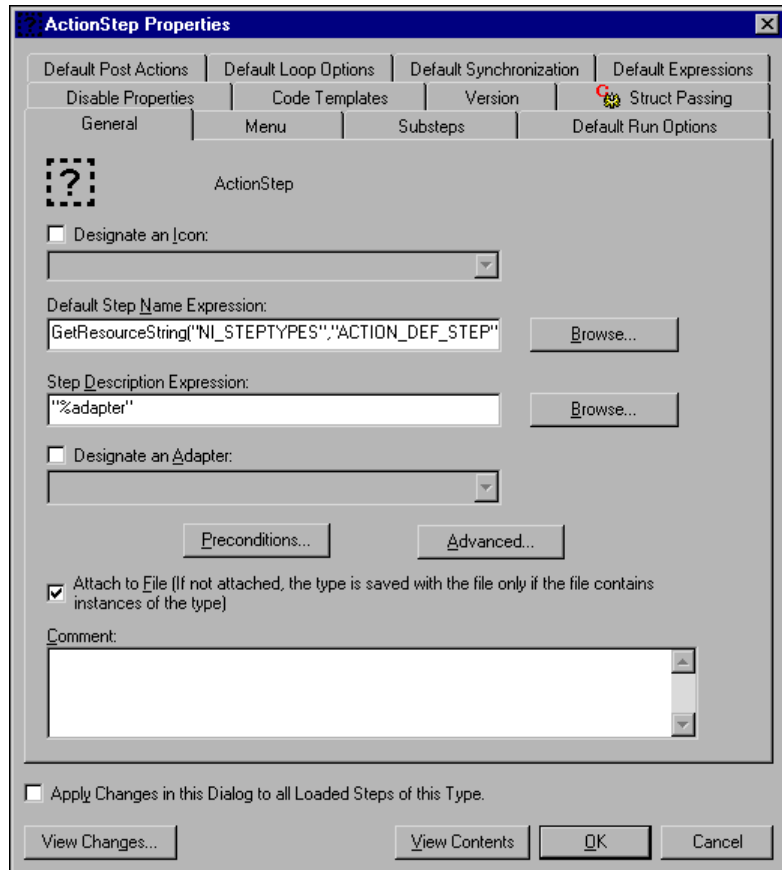 ActionStep Properties
Default Post Actions Default Loop Options Default Synchronization Default Expressions
Disable Properties Code Templates Version C Struct Passing
General Menu Substeps Default Run Options
? ActionStep
Designate an Icon:
Default Step Name Expression:
GetResourceString("NI_STEPTYPES","ACTION_DEF_STEP" Browse...
Step Description Expression:
"%adapter" Browse...
Designate an Adapter:
Preconditions... Advanced...
Attach to File (If not attached, the type is saved with the file only if the file contains
instances of the type)
Comment:
Apply Changes in this Dialog to all Loaded Steps of this Type.
View Changes... View Contents OK Cancel